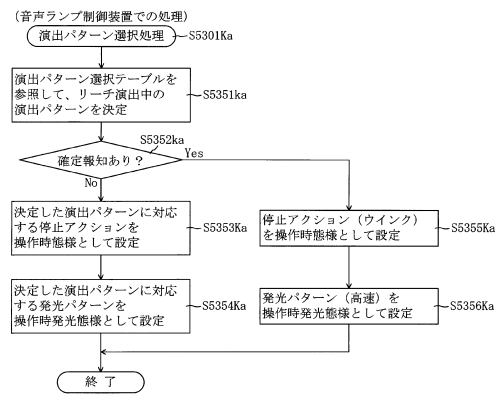 (音声ランプ制御装置での処理)
演出パターン選択処理
S5301Ka
演出パターン選択テーブルを
参照して、リーチ演出中の
演出パターンを決定
S5351ka
S5352ka
確定報知あり?
Yes
No
決定した演出パターンに対応
する停止アクションを
操作時態様として設定
S5353Ka
停止アクション(ウインク)
を操作時態様として設定
S5355Ka
決定した演出パターンに対応
する発光パターンを
操作時発光態様として設定
S5354Ka
発光パターン(高速)を
操作時発光態様として設定
S5356Ka
終了